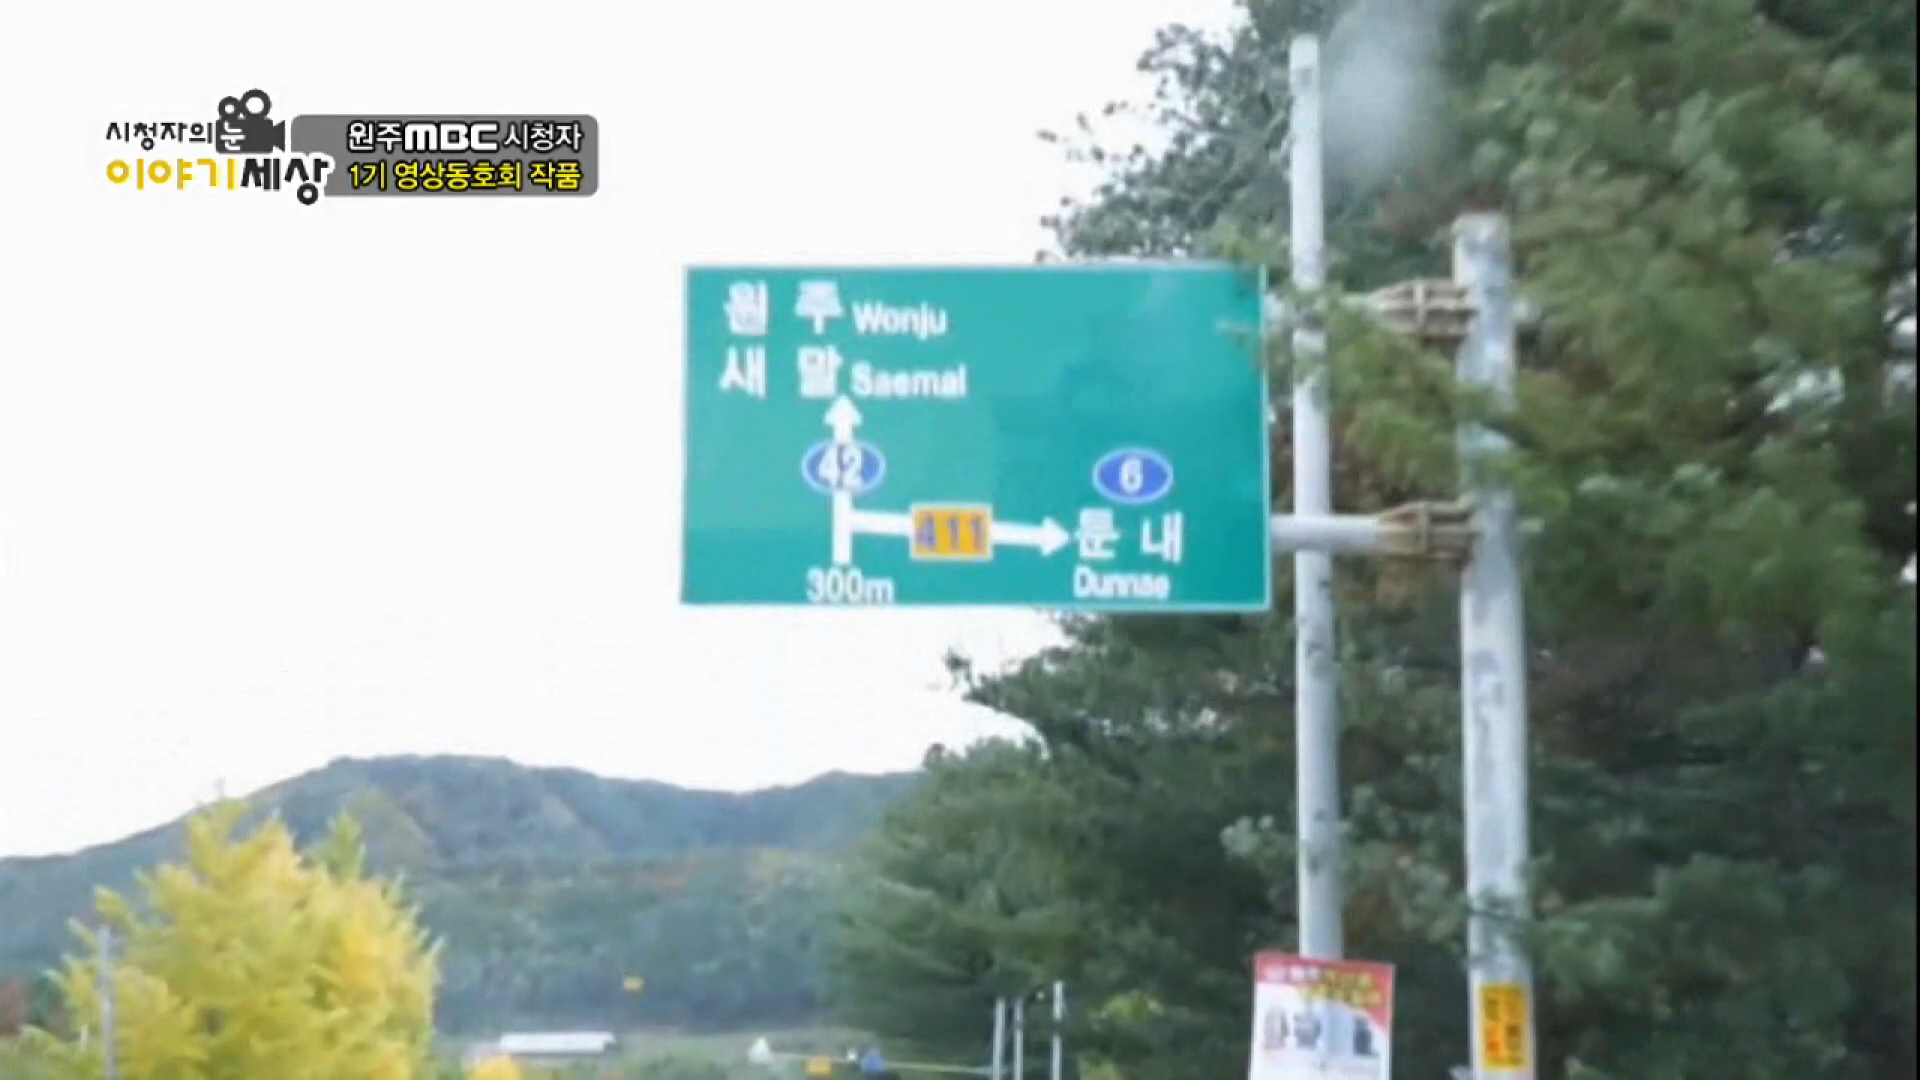 시청자의눈
이야기세상
원주MBC 시청자
1기 영상동호회 작품
원 주 Wonju
새 말 Saemal
42
6
411
둔 내
300m
Dunnae